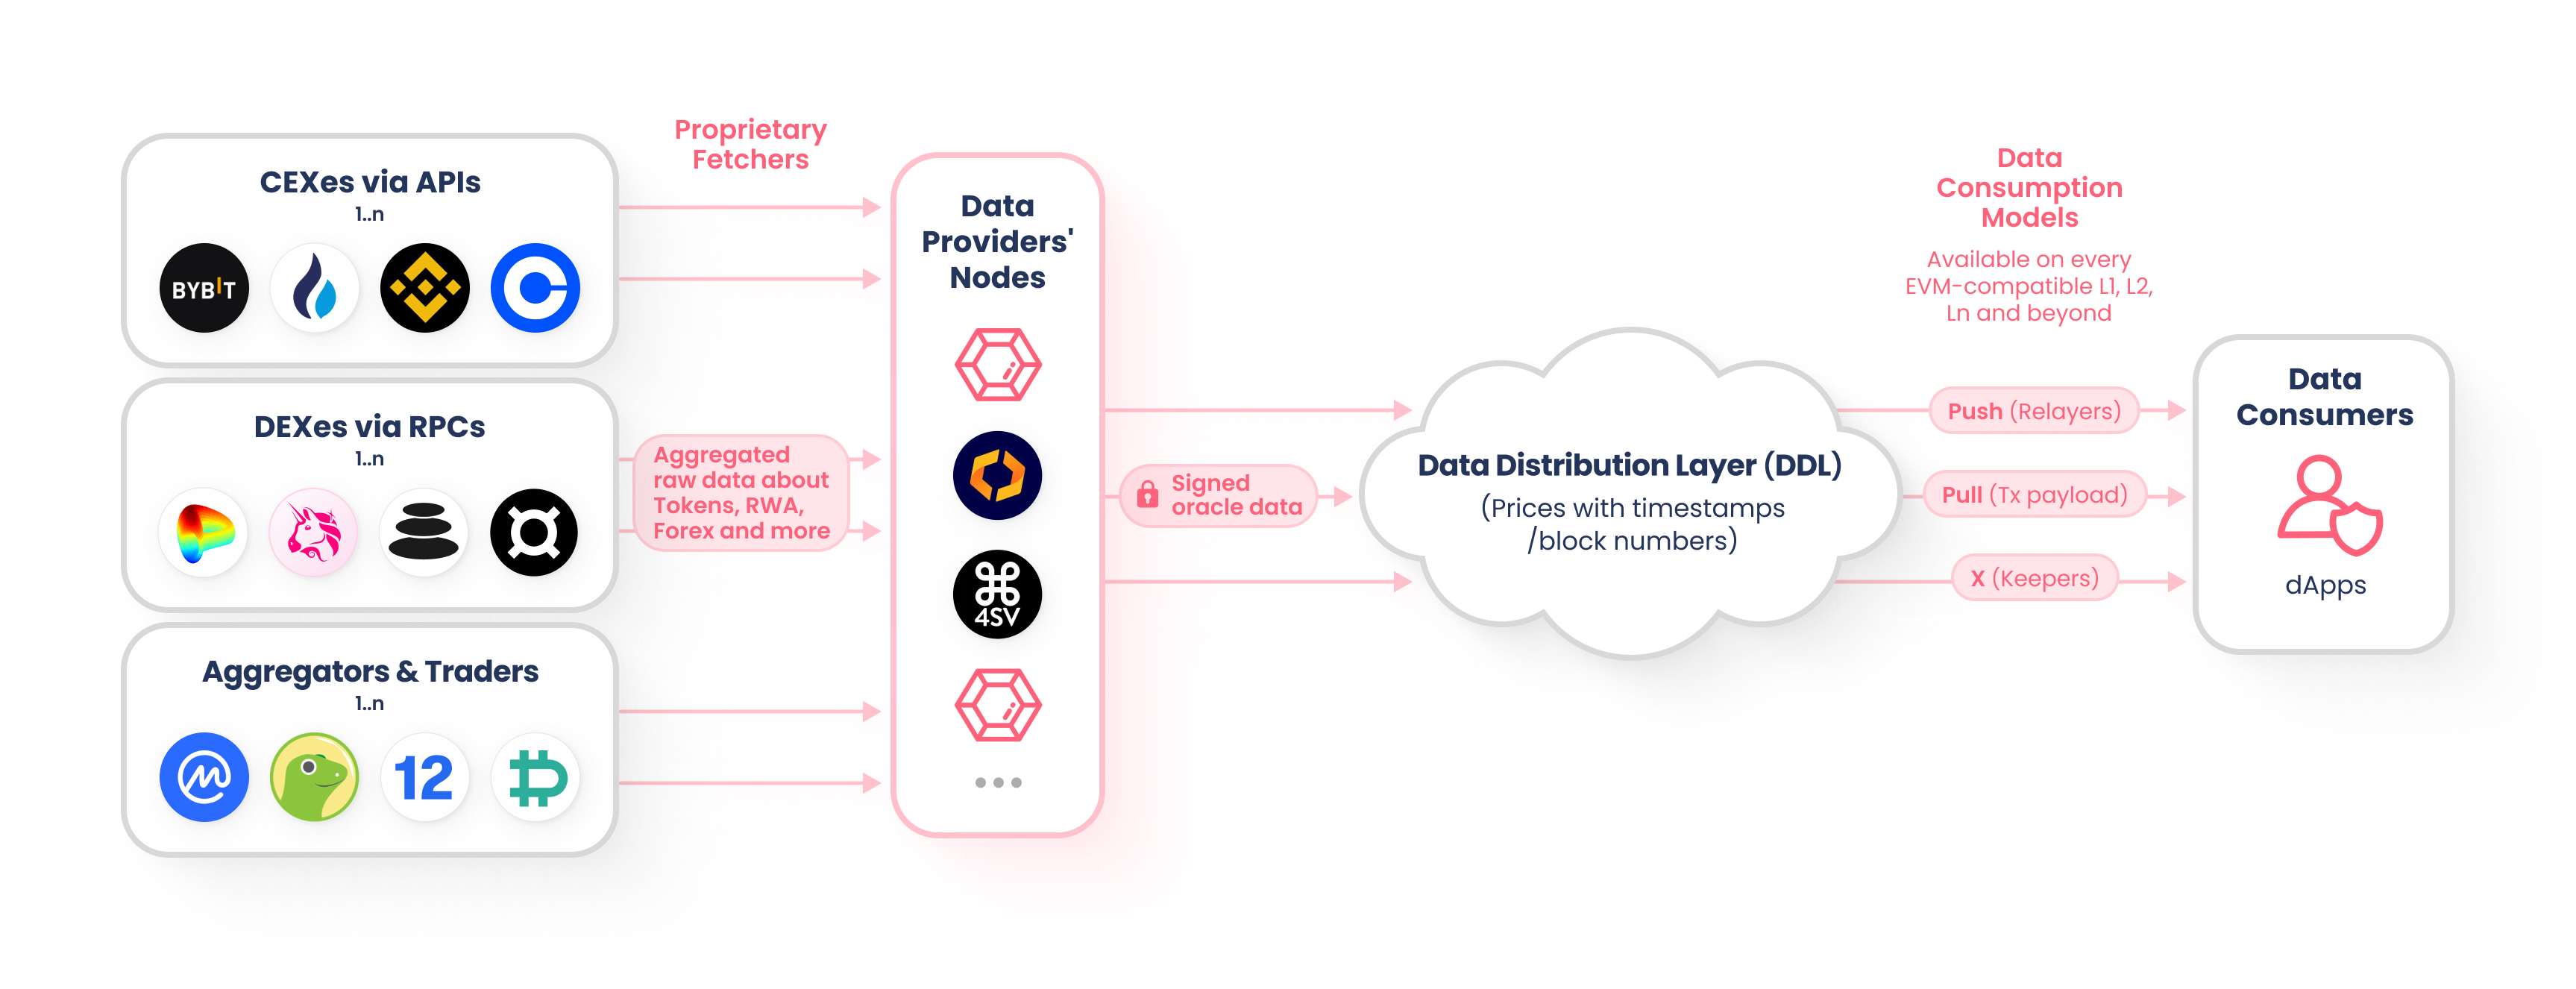 CEXes via APIs
1..n
BYBIT
DEXes via RPCs
1..n
Aggregators & Traders
1..n
12
Proprietary
Fetchers
Aggregated
raw data about
Tokens, RWA,
Forex and more
Data
Providers'
Nodes
4SV
Signed
oracle data
Data Distribution Layer (DDL)
(Prices with timestamps
/block numbers)
Data
Consumption
Models
Available on every
EVM-compatible L1, L2,
Ln and beyond
Push (Relayers)
Pull (Tx payload)
X (Keepers)
Data
Consumers
dApps